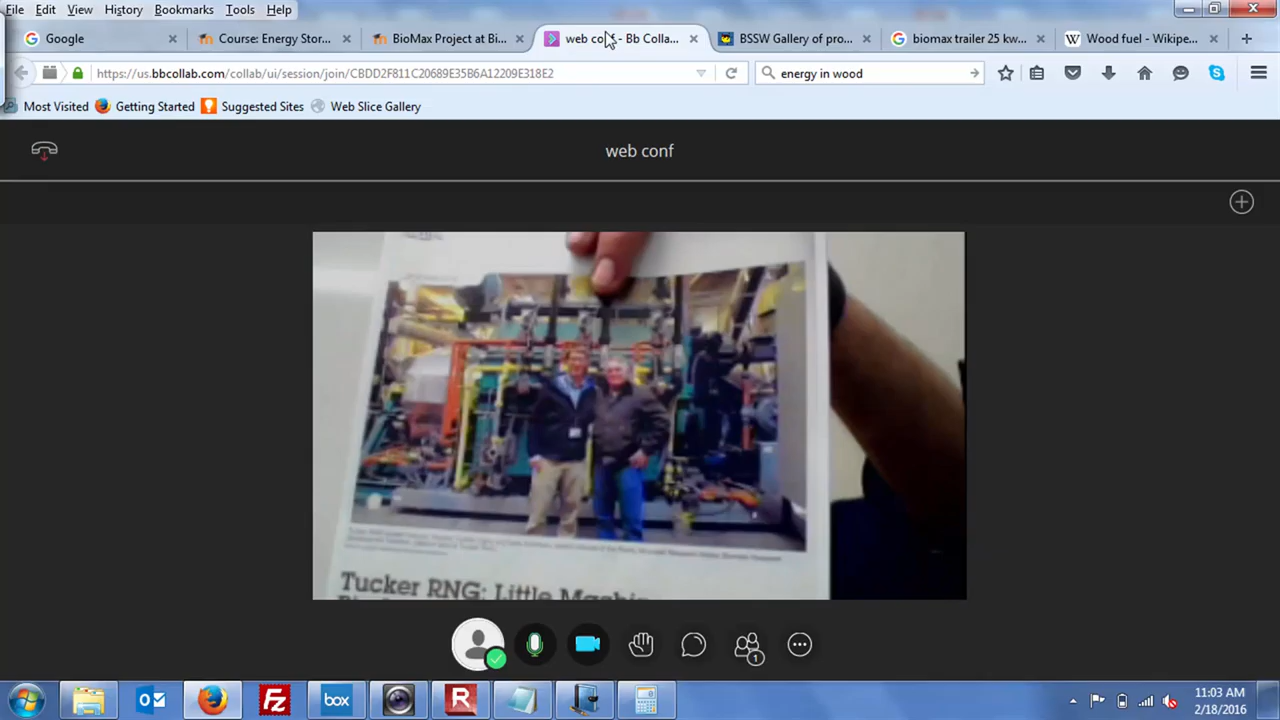 File Edit View History Bookmarks Tools Help
Google
Course: Energy Stor...
BioMax Project at Bi...
web conf - Bb Colla...
BSSW Gallery of pro...
biomax trailer 25 kw...
Wood fuel - Wikipe...
https://us.bbcollab.com/collab/ui/session/join/CBDD2F811C20689E35B6A12209E318E2
energy in wood
Most Visited Getting Started Suggested Sites Web Slice Gallery
web conf
Tucker RNG: Little
1
box
11:03 AM
2/18/2016